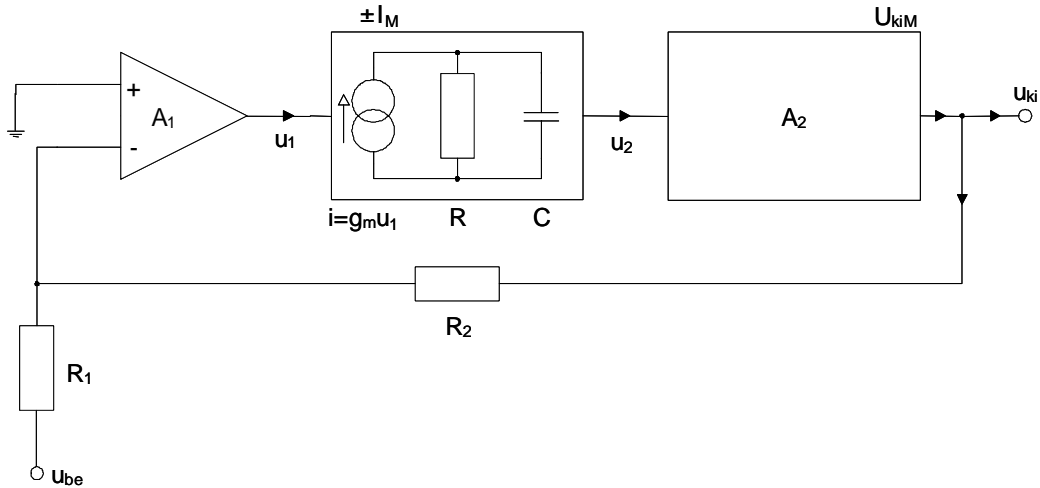 ±I_M
U_kiM
+
A₁
-
u₁
u₂
A₂
u_ki
i=g_mu₁
R
C
R₂
R₁
u_be